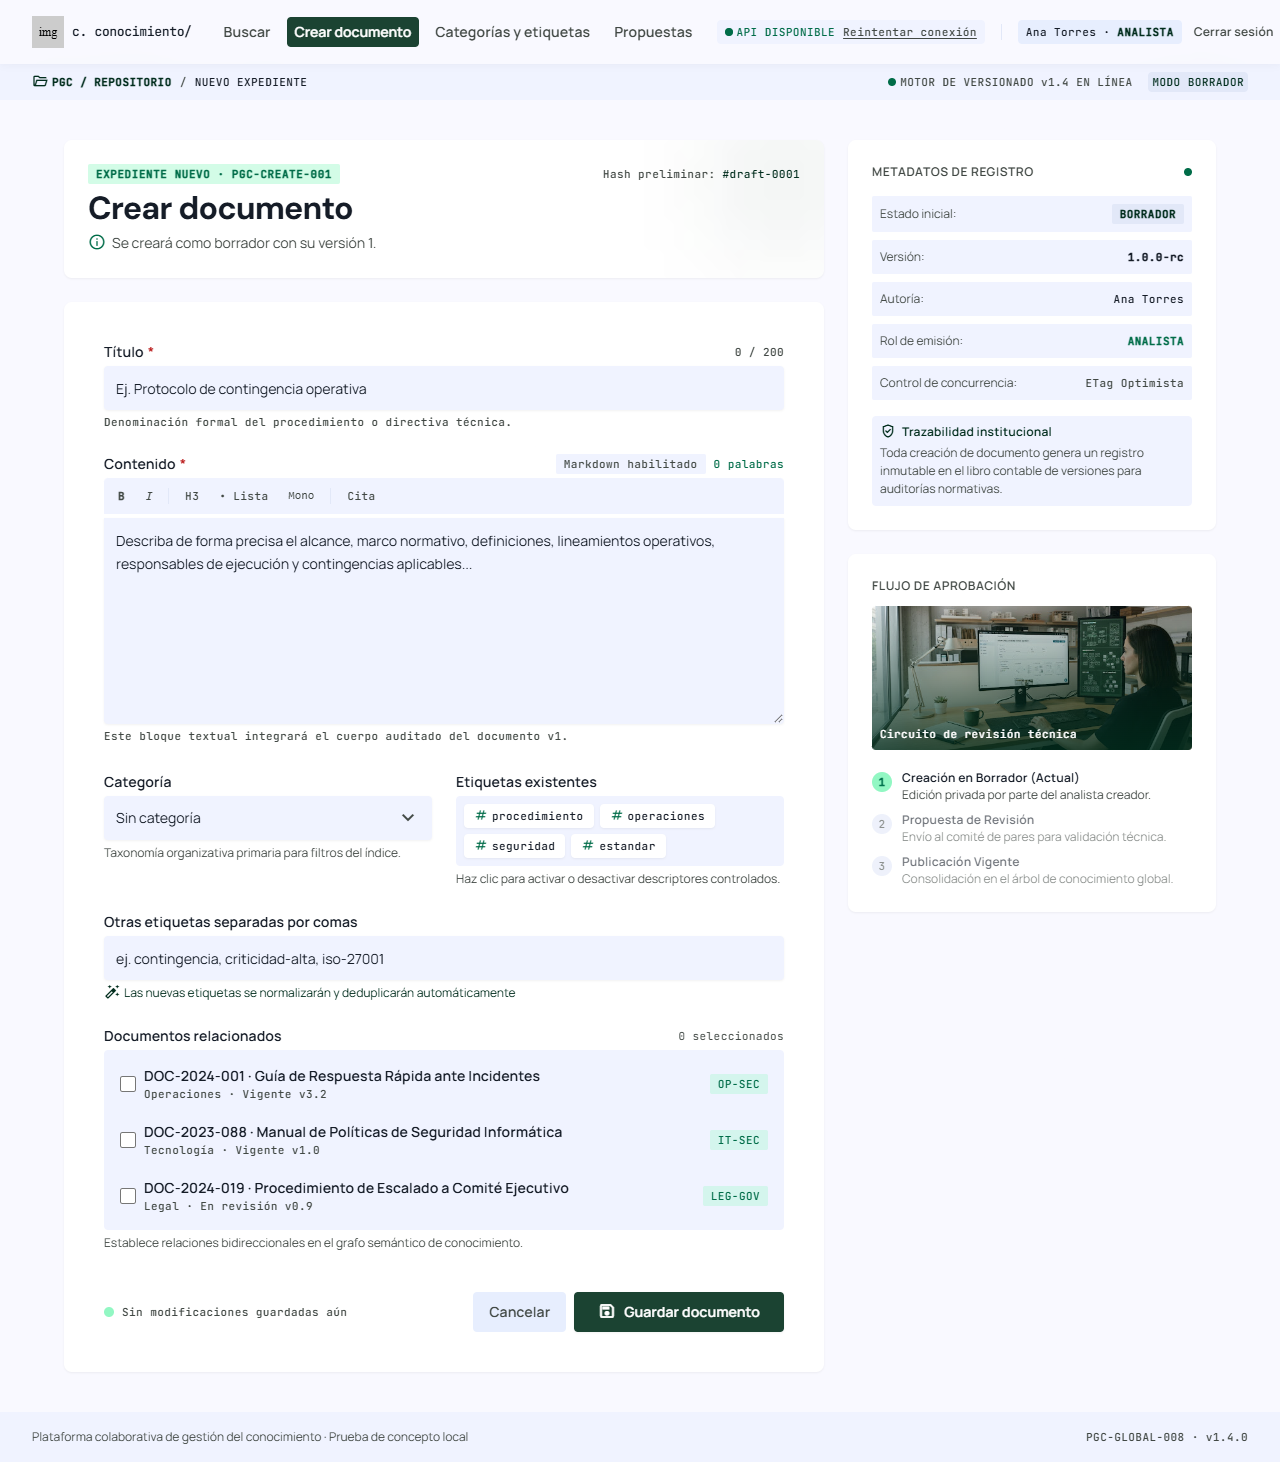 img c. conocimiento/ Buscar Crear documento Categorías y etiquetas Propuestas API DISPONIBLE Reintentar conexión Ana Torres · ANALISTA Cerrar sesión
PGC / REPOSITORIO / NUEVO EXPEDIENTE MOTOR DE VERSIONADO v1.4 EN LÍNEA MODO BORRADOR
EXPEDIENTE NUEVO · PGC-CREATE-001 Hash preliminar: #draft-0001
Crear documento
Se creará como borrador con su versión 1.
Título * 0 / 200
Ej. Protocolo de contingencia operativa
Denominación formal del procedimiento o directiva técnica.
Contenido * Markdown habilitado 0 palabras
B I H3 • Lista Mono Cita
Describa de forma precisa el alcance, marco normativo, definiciones, lineamientos operativos,
responsables de ejecución y contingencias aplicables...
Este bloque textual integrará el cuerpo auditado del documento v1.
Categoría
Sin categoría
Taxonomía organizativa primaria para filtros del índice.
Etiquetas existentes
# procedimiento # operaciones
# seguridad # estandar
Haz clic para activar o desactivar descriptores controlados.
Otras etiquetas separadas por comas
ej. contingencia, criticidad-alta, iso-27001
Las nuevas etiquetas se normalizarán y deduplicarán automáticamente
Documentos relacionados 0 seleccionados
DOC-2024-001 · Guía de Respuesta Rápida ante Incidentes
Operaciones · Vigente v3.2
OP-SEC
DOC-2023-088 · Manual de Políticas de Seguridad Informática
Tecnología · Vigente v1.0
IT-SEC
DOC-2024-019 · Procedimiento de Escalado a Comité Ejecutivo
Legal · En revisión v0.9
LEG-GOV
Establece relaciones bidireccionales en el grafo semántico de conocimiento.
Sin modificaciones guardadas aún Cancelar Guardar documento
METADATOS DE REGISTRO
Estado inicial: BORRADOR
Versión: 1.0.0-rc
Autoría: Ana Torres
Rol de emisión: ANALISTA
Control de concurrencia: ETag Optimista
Trazabilidad institucional
Toda creación de documento genera un registro
inmutable en el libro contable de versiones para
auditorías normativas.
FLUJO DE APROBACIÓN
Circuito de revisión técnica
1 Creación en Borrador (Actual)
Edición privada por parte del analista creador.
2 Propuesta de Revisión
Envío al comité de pares para validación técnica.
3 Publicación Vigente
Consolidación en el árbol de conocimiento global.
Plataforma colaborativa de gestión del conocimiento · Prueba de concepto local PGC-GLOBAL-008 · v1.4.0